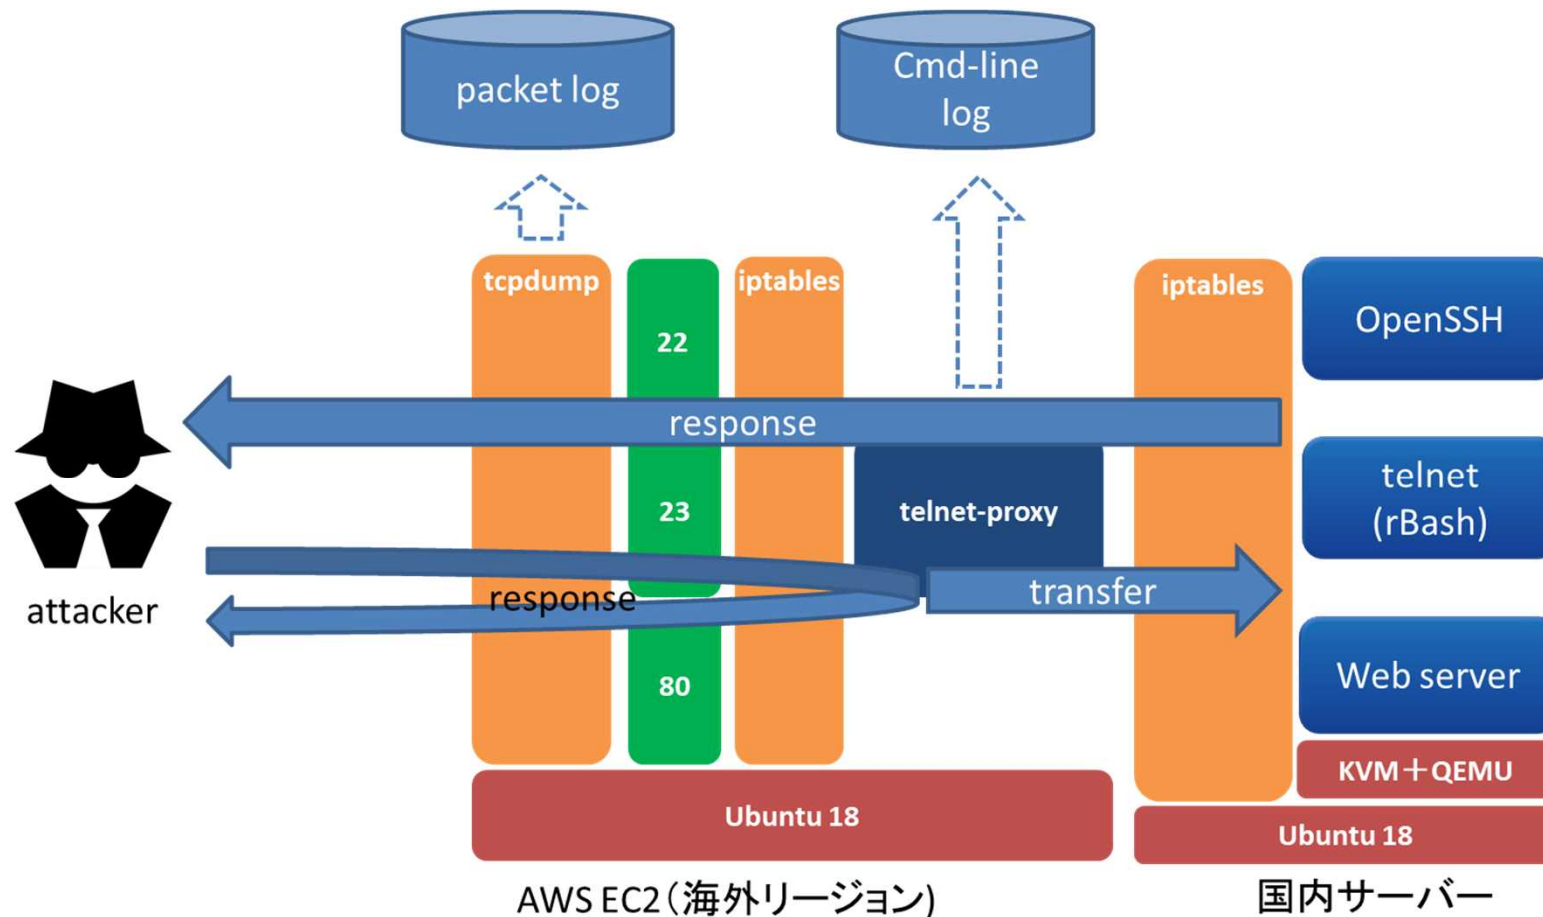 packet log
Cmd-line
log
tcpdump
22
iptables
iptables
OpenSSH
response
23
telnet-proxy
telnet
(rBash)
attacker
response
transfer
80
Web server
KVM＋QEMU
Ubuntu 18
Ubuntu 18
AWS EC2（海外リージョン）
国内サーバー